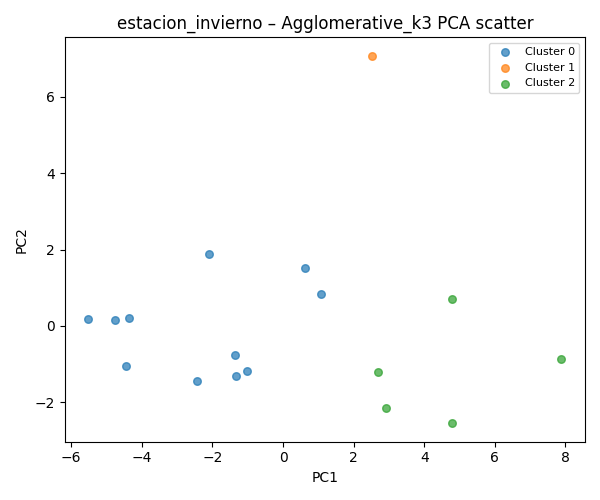 estacion_invierno – Agglomerative_k3 PCA scatter
Cluster 0
Cluster 1
Cluster 2
PC2
6
4
2
0
−2
−6 −4 −2 0 2 4 6 8
PC1